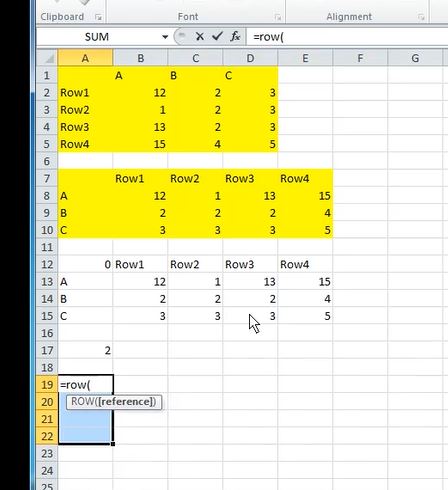 Clipboard Font Alignment
SUM fx =row(
A B C D E F G
1 A B C
2 Row1 12 2 3
3 Row2 1 2 3
4 Row3 13 2 3
5 Row4 15 4 5
6
7 Row1 Row2 Row3 Row4
8 A 12 1 13 15
9 B 2 2 2 4
10 C 3 3 3 5
11
12 0 Row1 Row2 Row3 Row4
13 A 12 1 13 15
14 B 2 2 2 4
15 C 3 3 3 5
16
17 2
18
19 =row(
20 ROW([reference])
21
22
23
24
25